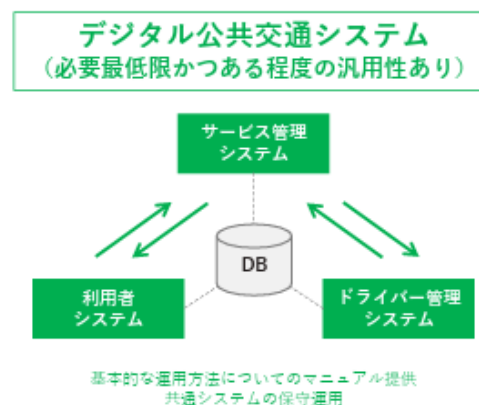 デジタル公共交通システム
（必要最低限かつある程度の汎用性あり）
サービス管理
システム
DB
利用者
システム
ドライバー管理
システム
基本的な運用方法についてのマニュアル提供
共通システムの保守運用